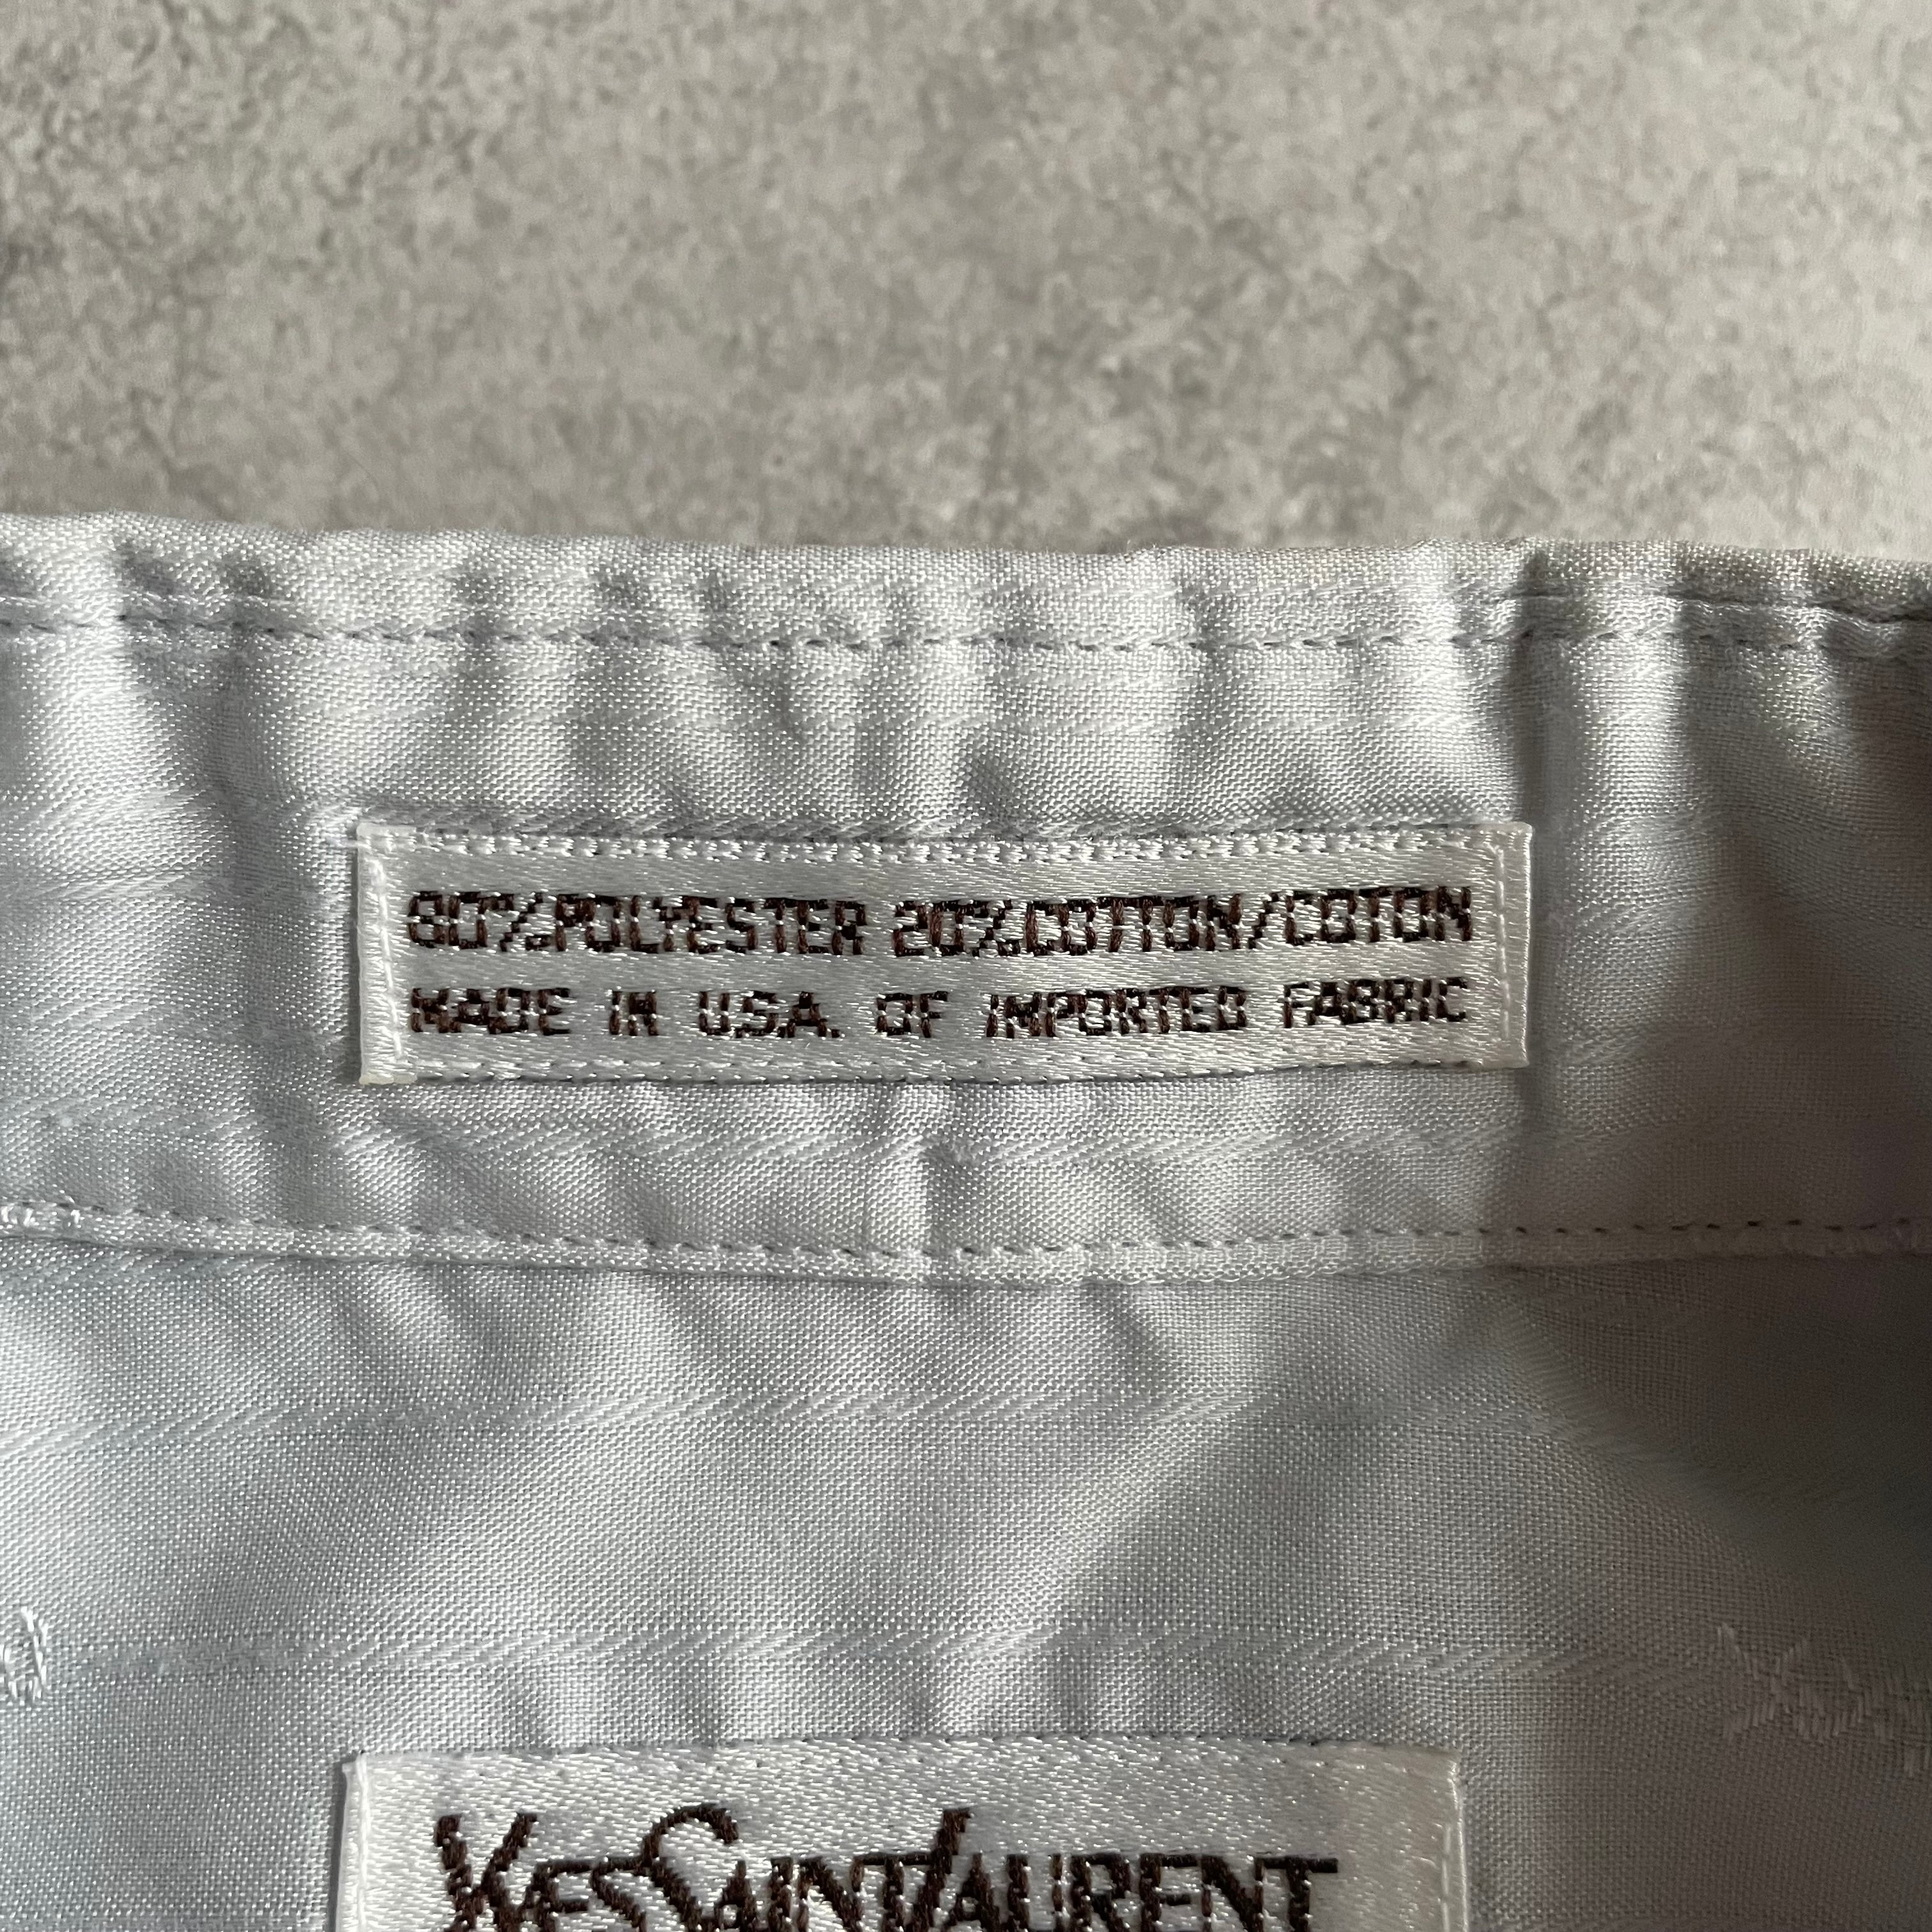 80%POLYESTER 20%COTTON/COTON
MADE IN U.S.A. OF IMPORTED FABRIC
YVESSAINTLAURENT